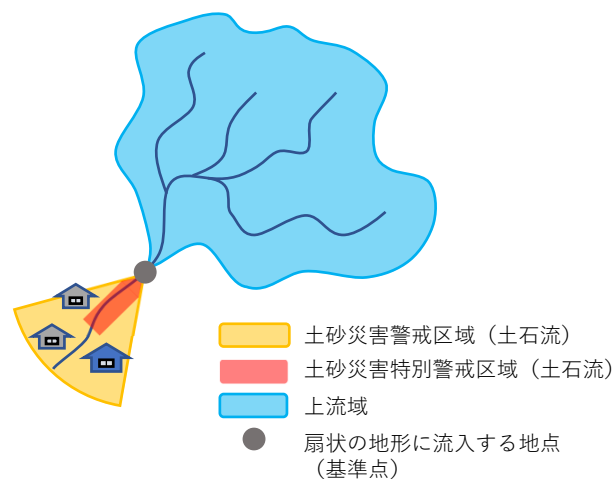 土砂災害警戒区域（土石流）
土砂災害特別警戒区域（土石流）
上流域
扇状の地形に流入する地点
（基準点）